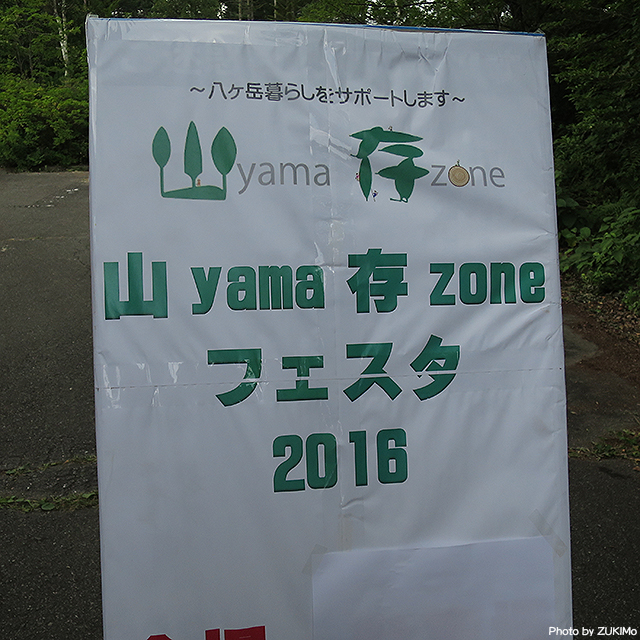 ～八ヶ岳暮らしをサポートします～
山yama 存zone
山 yama 存 zone
フェスタ
2016
Photo by ZUKIMo